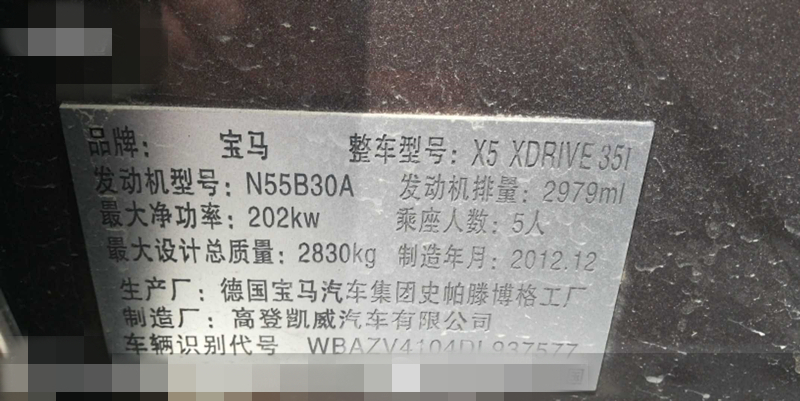 品牌： 宝马 整车型号：X5 XDRIVE 35I
发动机型号：N55B30A 发动机排量：2979ml
最大净功率：202kw 乘座人数：5人
最大设计总质量：2830kg 制造年月：2012.12
生产厂：德国宝马汽车集团史帕滕博格工厂
制造厂：高登凯威汽车有限公司
车辆识别代号